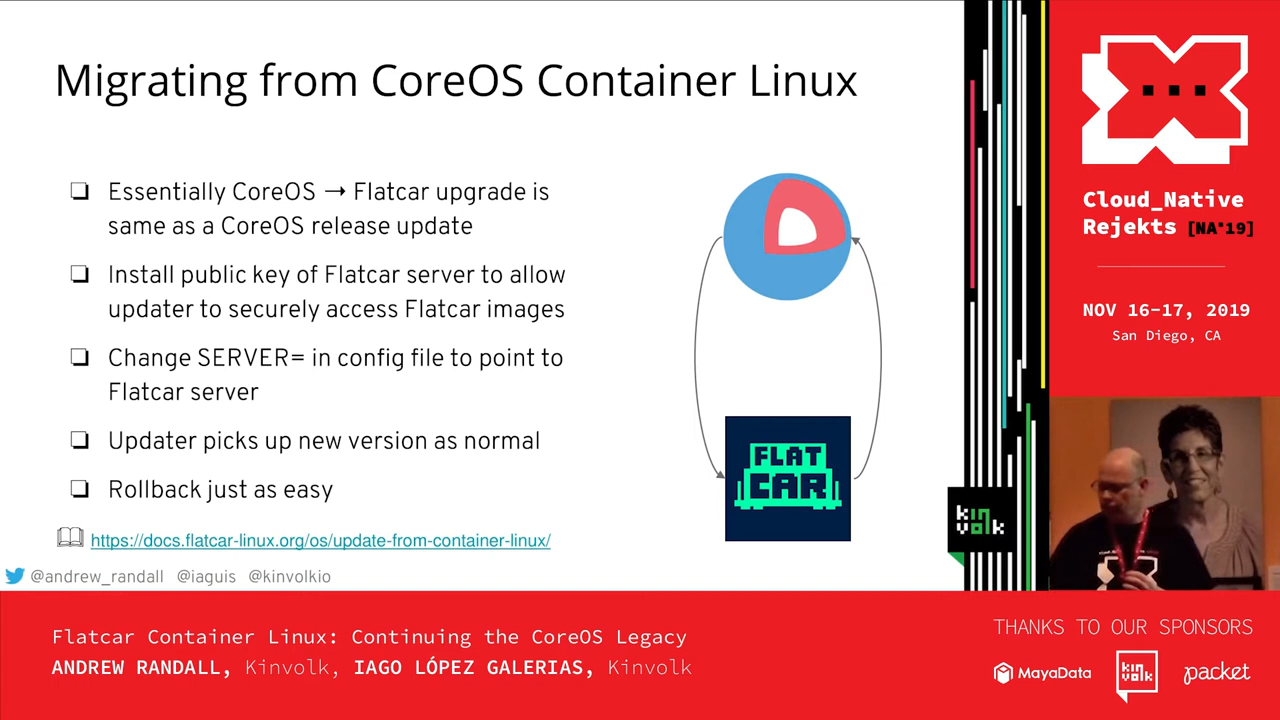 Migrating from CoreOS Container Linux
❏ Essentially CoreOS → Flatcar upgrade is
same as a CoreOS release update
❏ Install public key of Flatcar server to allow
updater to securely access Flatcar images
❏ Change SERVER= in config file to point to
Flatcar server
❏ Updater picks up new version as normal
❏ Rollback just as easy
https://docs.flatcar-linux.org/os/update-from-container-linux/
@andrew_randall @iaguis @kinvolkio
FLAT
CAR
kin
volk
Cloud_Native
Rejekts [NA'19]
NOV 16-17, 2019
San Diego, CA
Flatcar Container Linux: Continuing the CoreOS Legacy
ANDREW RANDALL, Kinvolk, IAGO LÓPEZ GALERIAS, Kinvolk
THANKS TO OUR SPONSORS
MayaData
kin
volk
packet